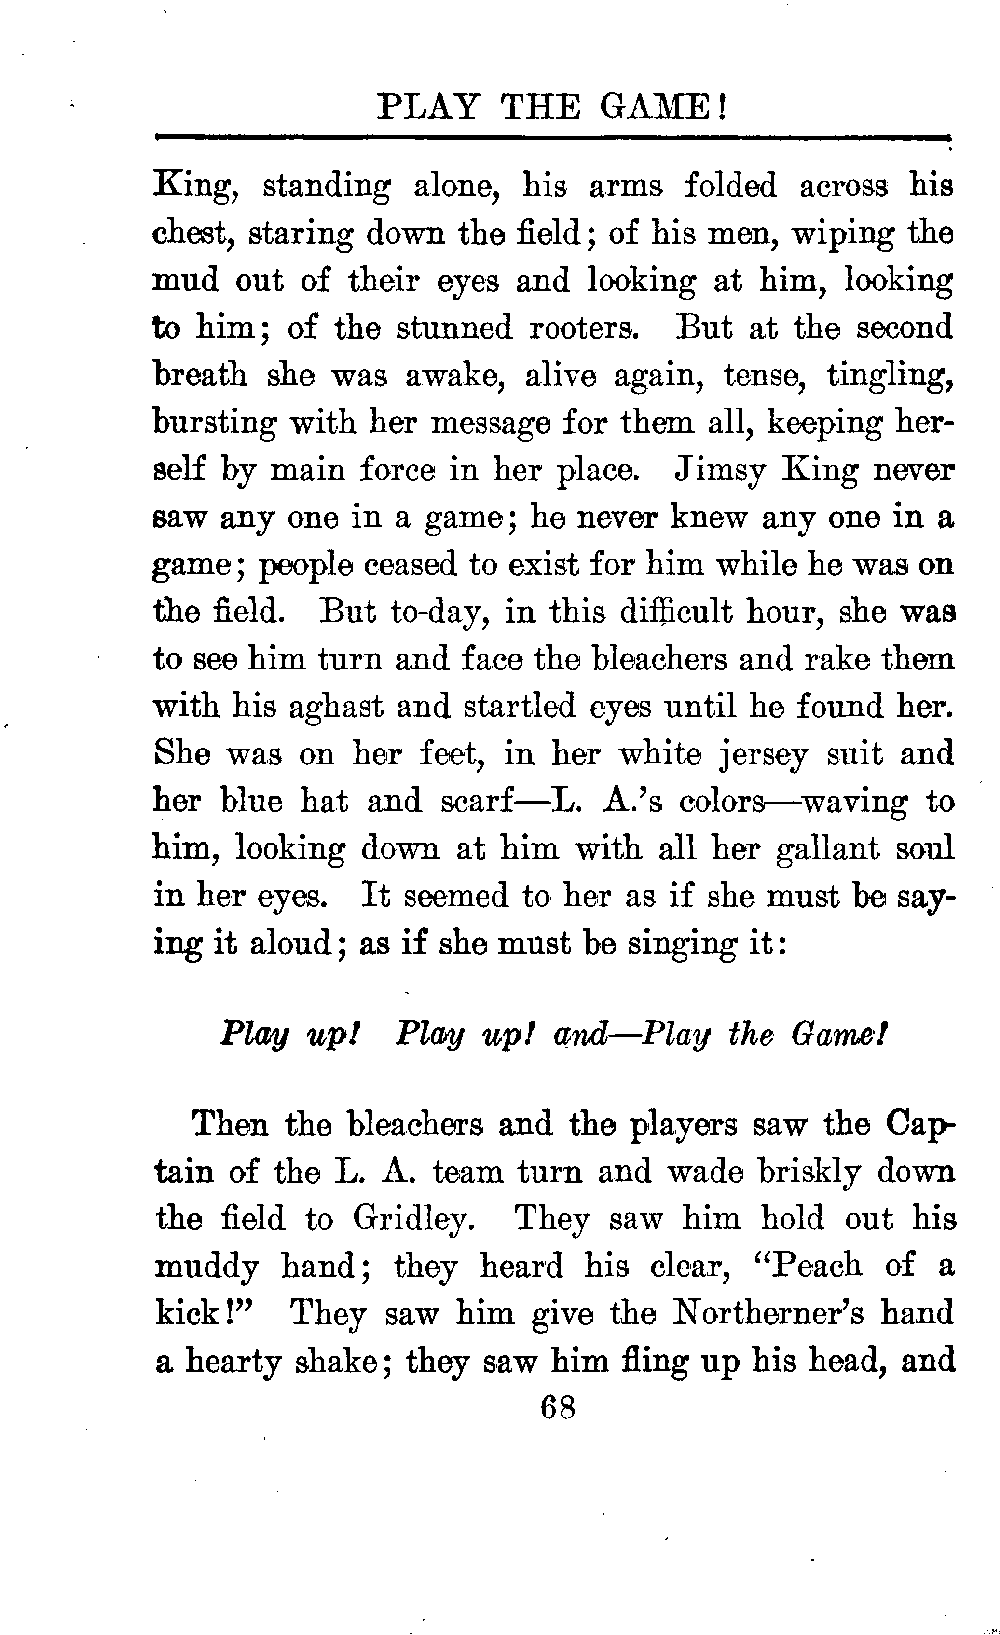 PLAY THE GAME!
King, standing alone, his arms folded across his
chest, staring down the field; of his men, wiping the
mud out of their eyes and looking at him, looking
to him; of the stunned rooters. But at the second
breath she was awake, alive again, tense, tingling,
bursting with her message for them all, keeping her-
self by main force in her place. Jimsy King never
saw any one in a game; he never knew any one in a
game; people ceased to exist for him while he was on
the field. But to-day, in this difficult hour, she was
to see him turn and face the bleachers and rake them
with his aghast and startled eyes until he found her.
She was on her feet, in her white jersey suit and
her blue hat and scarf—L. A.'s colors—waving to
him, looking down at him with all her gallant soul
in her eyes. It seemed to her as if she must be say-
ing it aloud; as if she must be singing it:
Play up! Play up! and—Play the Game!
Then the bleachers and the players saw the Cap-
tain of the L. A. team turn and wade briskly down
the field to Gridley. They saw him hold out his
muddy hand; they heard his clear, "Peach of a
kick!" They saw him give the Northerner's hand
a hearty shake; they saw him fling up his head, and
68